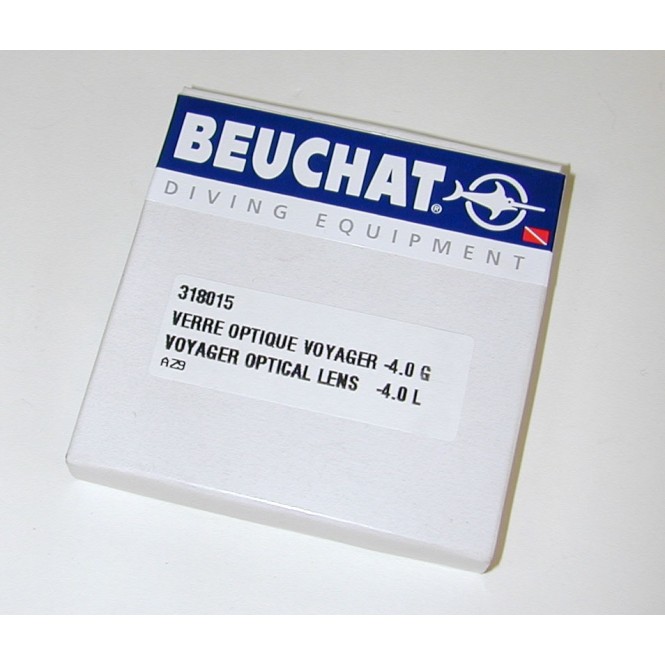 BEUCHAT®
DIVING EQUIPMENT
318015
VERRE OPTIQUE VOYAGER -4.0 G
VOYAGER OPTICAL LENS -4.0 L
A29